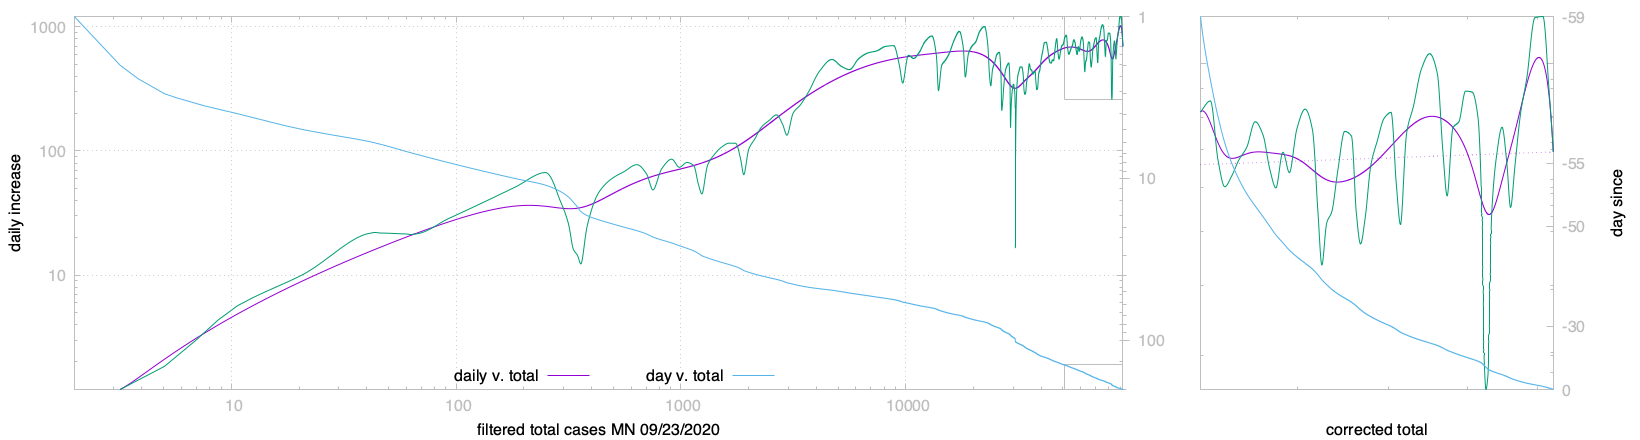 1000
100
10
daily increase
10
100
1000
10000
filtered total cases MN 09/23/2020
daily v. total
day v. total
1
10
100
-59
-55
-50
-30
0
day since
corrected total